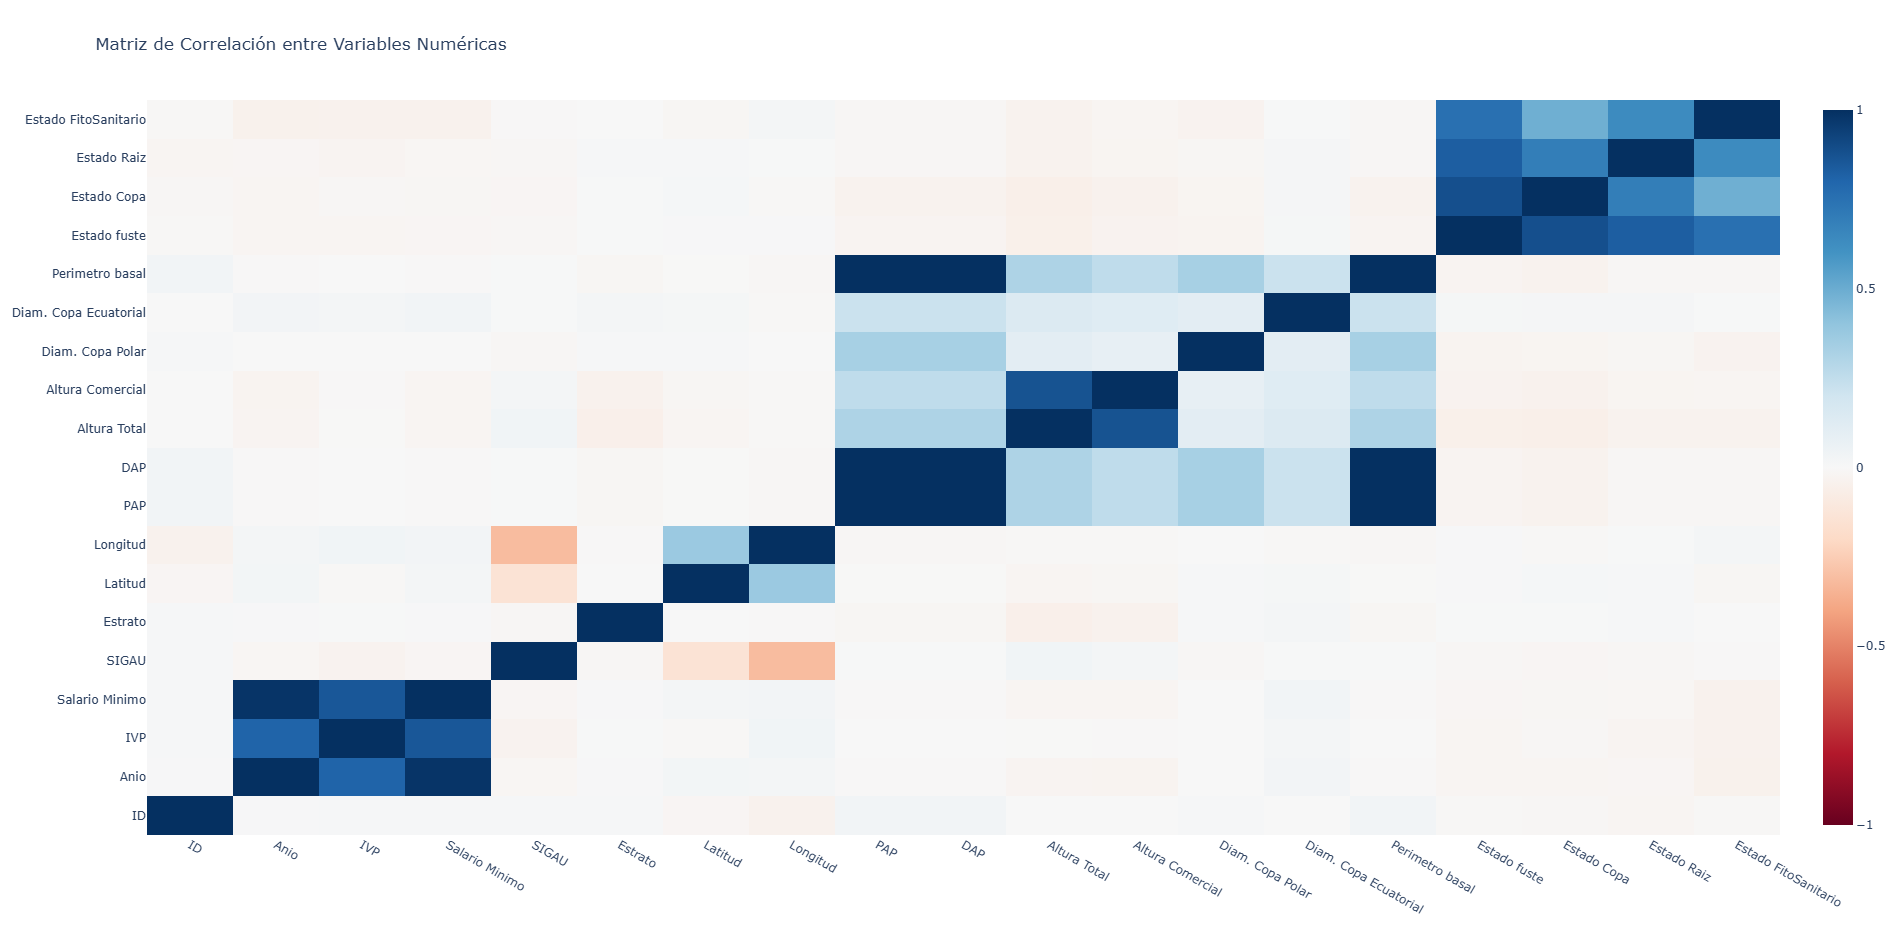 Matriz de Correlación entre Variables Numéricas
Estado FitoSanitario
Estado Raiz
Estado Copa
Estado fuste
Perimetro basal
Diam. Copa Ecuatorial
Diam. Copa Polar
Altura Comercial
Altura Total
DAP
PAP
Longitud
Latitud
Estrato
SIGAU
Salario Minimo
IVP
Anio
ID
ID
Anio
IVP
Salario Minimo
SIGAU
Estrato
Latitud
Longitud
PAP
DAP
Altura Total
Altura Comercial
Diam. Copa Polar
Diam. Copa Ecuatorial
Perimetro basal
Estado fuste
Estado Copa
Estado Raiz
Estado FitoSanitario
1
0.5
0
−0.5
−1